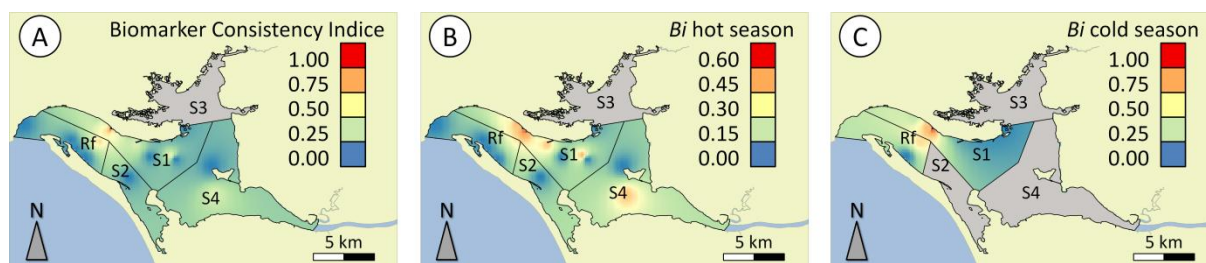 A
Biomarker Consistency Indice
1.00
0.75
0.50
0.25
0.00
S3
Rf
S1
S2
S4
N
5 km
B
Bi hot season
0.60
0.45
0.30
0.15
0.00
S3
Rf
S1
S2
S4
N
5 km
C
Bi cold season
1.00
0.75
0.50
0.25
0.00
S3
Rf
S1
S2
S4
N
5 km